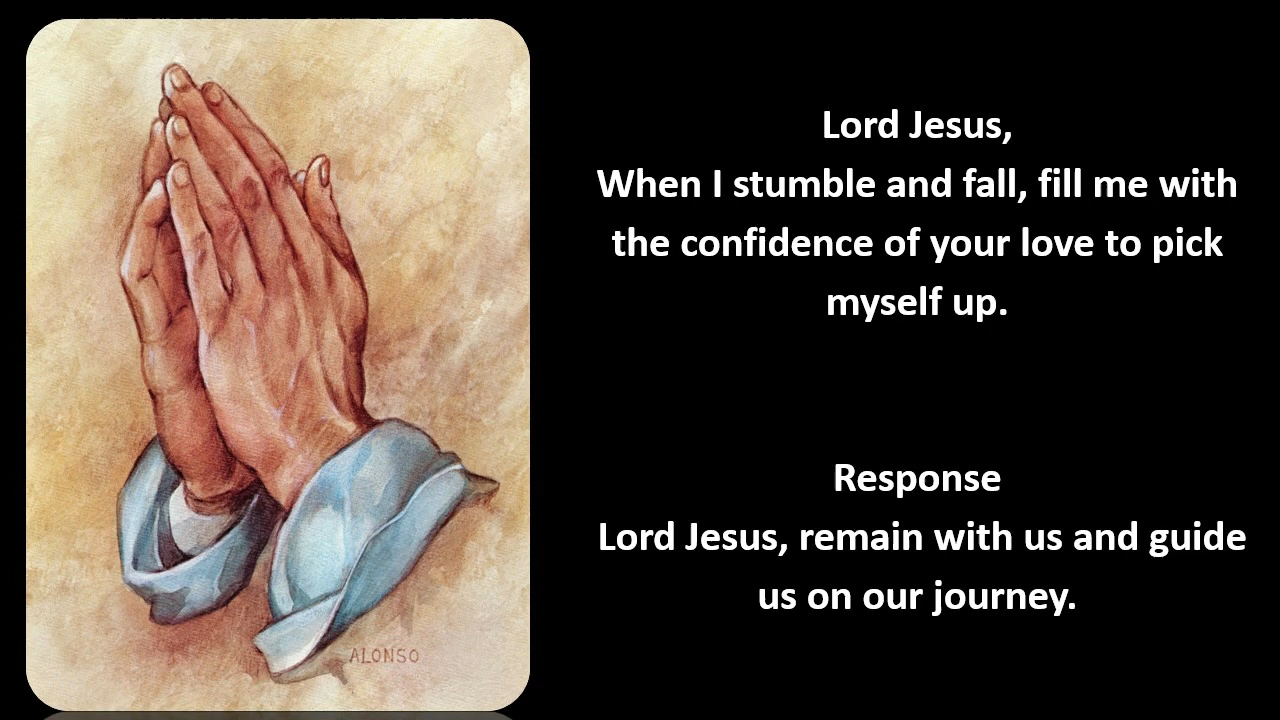 Lord Jesus,
When I stumble and fall, fill me with
the confidence of your love to pick
myself up.
Response
Lord Jesus, remain with us and guide
us on our journey.
ALONSO